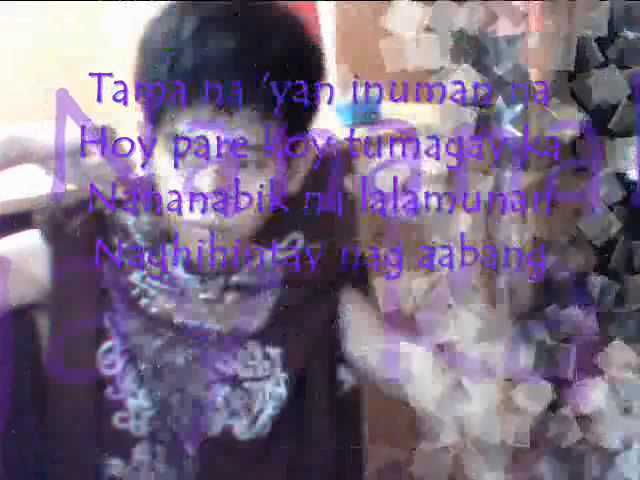 Tama na 'yan inuman na
Hoy pare koy tumagay ka
Nananabik na lalamunan
Naghihintay nag aabang